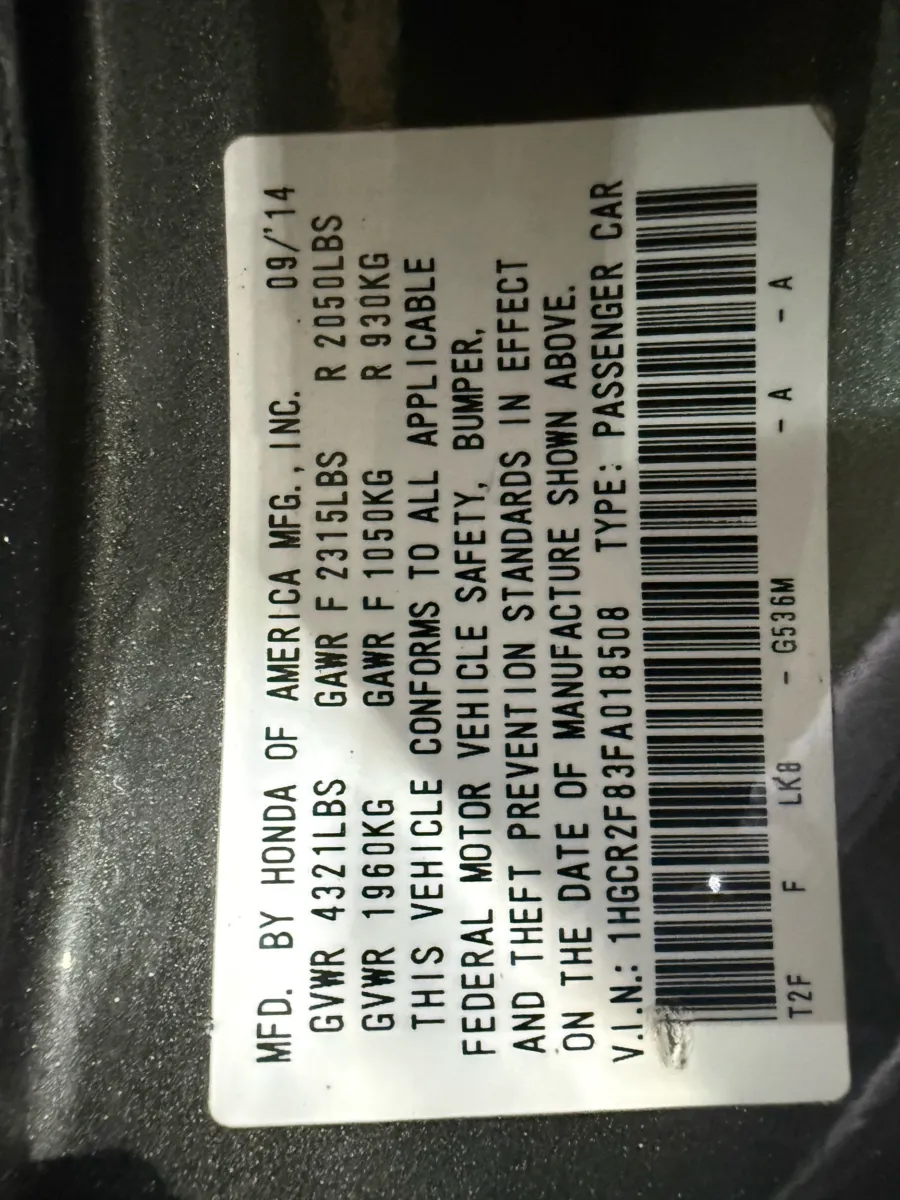 MFD. BY HONDA OF AMERICA MFG., INC. 09/'14
GVWR 4321LBS GAWR F 2315LBS R 2050LBS
GVWR 1960KG GAWR F 1050KG R 930KG
THIS VEHICLE CONFORMS TO ALL APPLICABLE
FEDERAL MOTOR VEHICLE SAFETY, BUMPER,
AND THEFT PREVENTION STANDARDS IN EFFECT
ON THE DATE OF MANUFACTURE SHOWN ABOVE.
V.I.N.: 1HGCR2F83FA018508 TYPE: PASSENGER CAR
T2F F LK8 - G536M - A - A